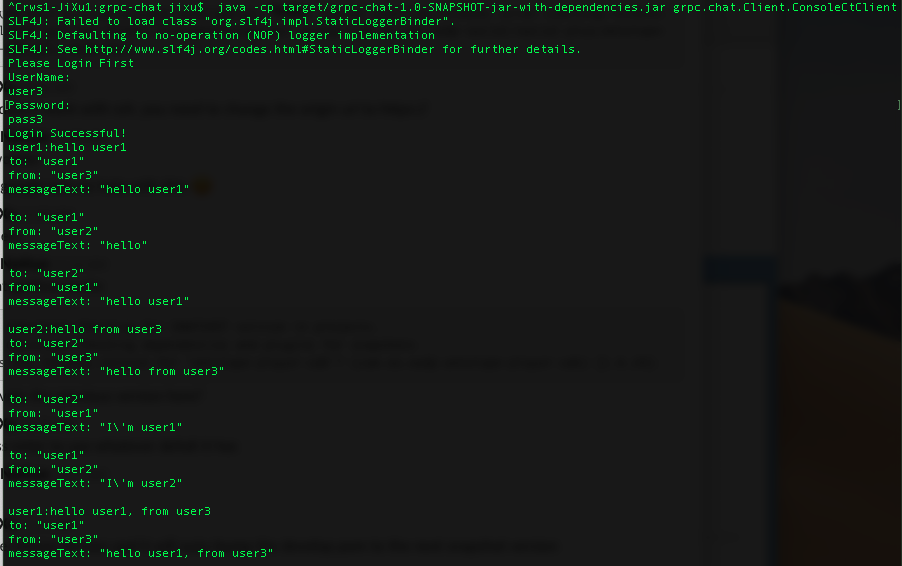 ^Crws1-JiXu1:grpc-chat jixu$  java -cp target/grpc-chat-1.0-SNAPSHOT-jar-with-dependencies.jar grpc.chat.Client.ConsoleCtClient
SLF4J: Failed to load class "org.slf4j.impl.StaticLoggerBinder".
SLF4J: Defaulting to no-operation (NOP) logger implementation
SLF4J: See http://www.slf4j.org/codes.html#StaticLoggerBinder for further details.
Please Login First
UserName:
user3
[Password:                                                                                                                      ]
pass3
Login Successful!
user1:hello user1
to: "user1"
from: "user3"
messageText: "hello user1"

to: "user1"
from: "user2"
messageText: "hello"

to: "user2"
from: "user1"
messageText: "hello user1"

user2:hello from user3
to: "user2"
from: "user3"
messageText: "hello from user3"

to: "user2"
from: "user1"
messageText: "I\'m user1"

to: "user1"
from: "user2"
messageText: "I\'m user2"

user1:hello user1, from user3
to: "user1"
from: "user3"
messageText: "hello user1, from user3"